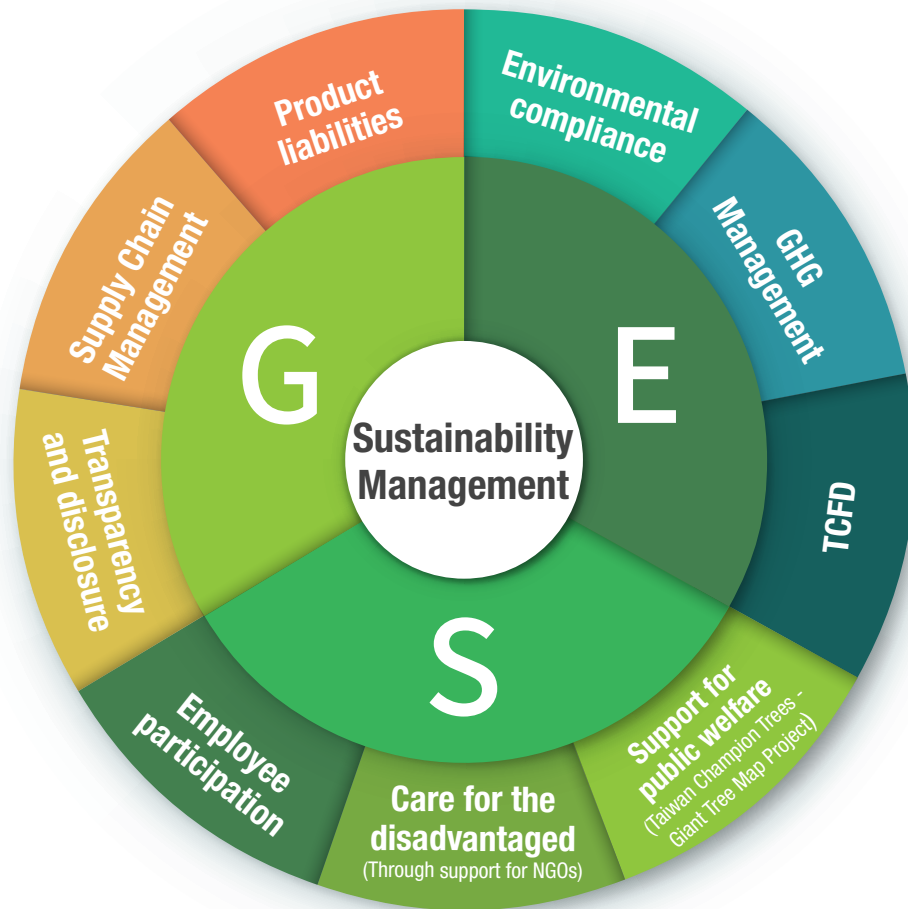 Sustainability
Management
E
Environmental
compliance
GHG
Management
TCFD
S
Support for
public welfare
(Taiwan Champion Trees -
Giant Tree Map Project)
Care for the
disadvantaged
(Through support for NGOs)
Employee
participation
G
Transparency
and disclosure
Supply Chain
Management
Product
liabilities